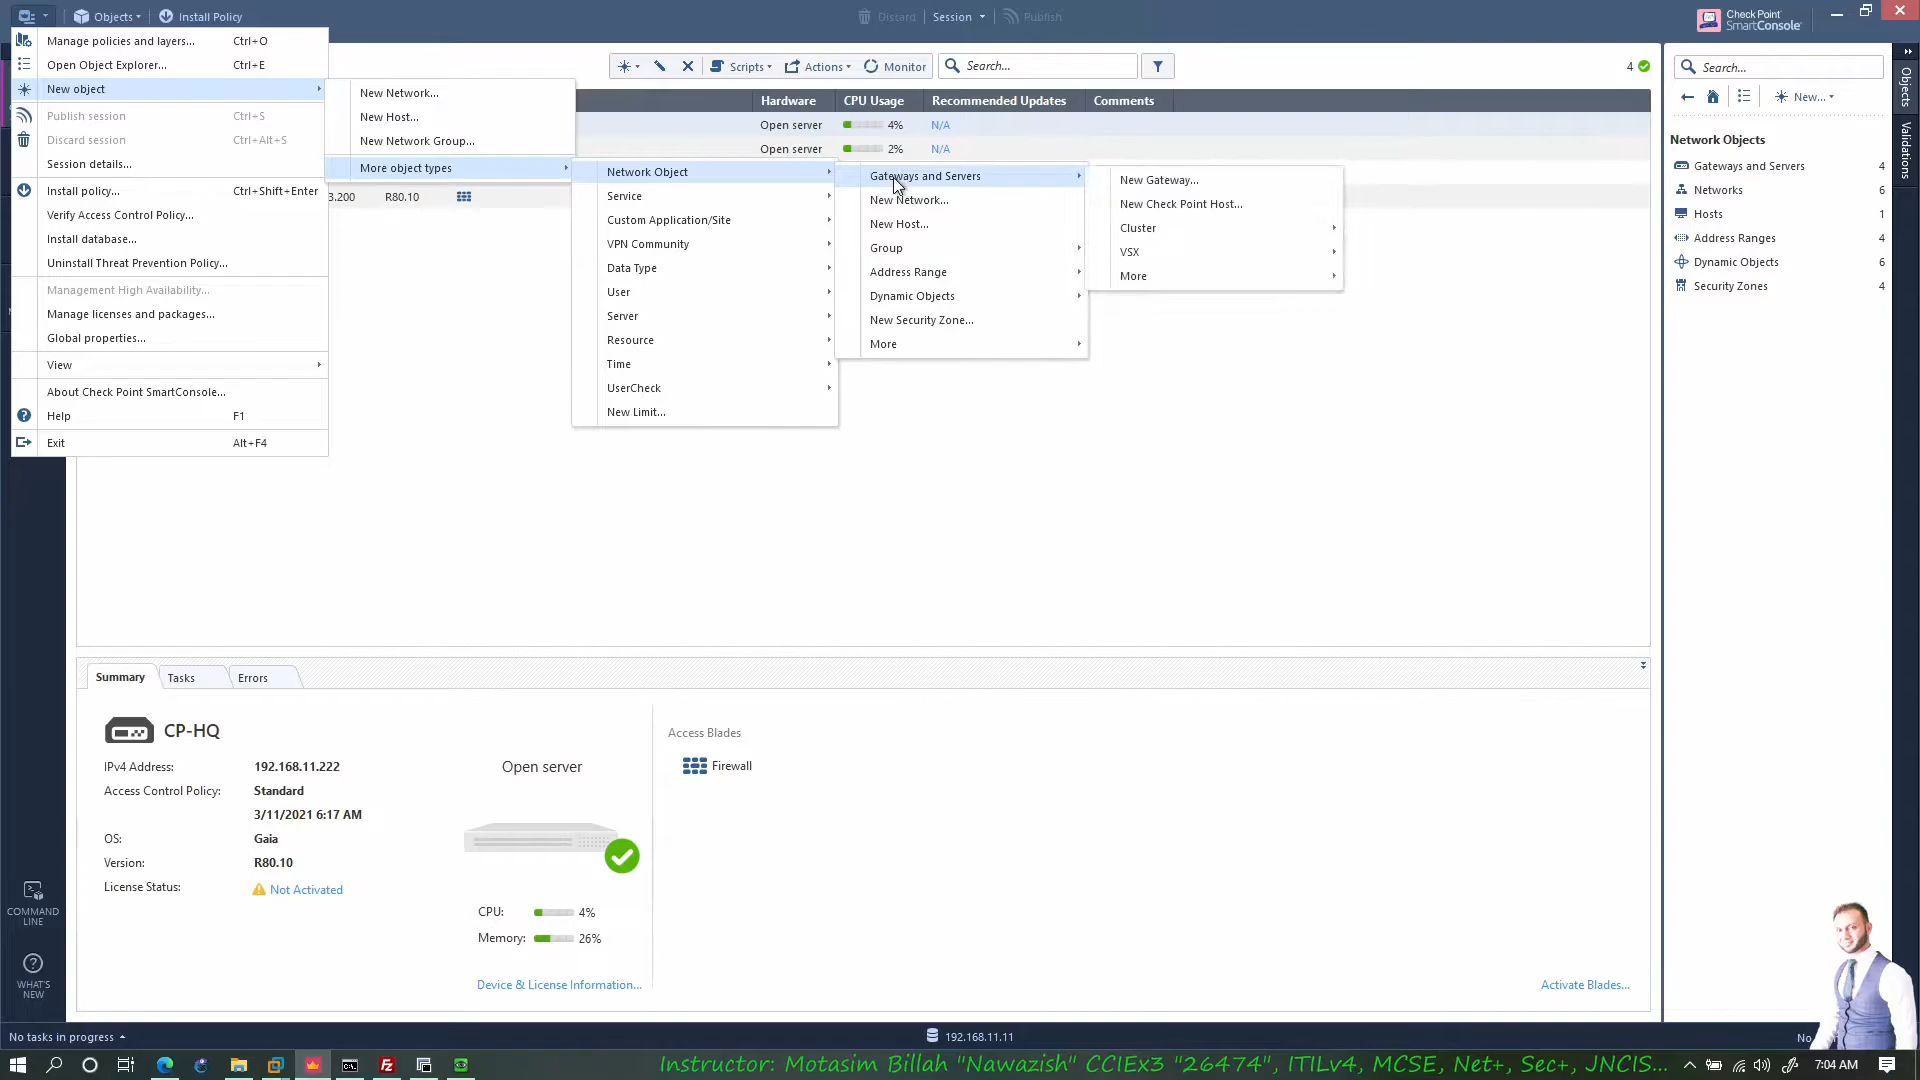 Objects
Install Policy
Discard
Session
Publish
Check Point
SmartConsole
Manage policies and layers... Ctrl+O
Open Object Explorer... Ctrl+E
New object
Publish session Ctrl+S
Discard session Ctrl+Alt+S
Session details...
Install policy... Ctrl+Shift+Enter
Verify Access Control Policy...
Install database...
Uninstall Threat Prevention Policy...
Management High Availability...
Manage licenses and packages...
Global properties...
View
About Check Point SmartConsole...
Help F1
Exit Alt+F4
New Network...
New Host...
New Network Group...
More object types
3.200 R80.10
Network Object
Service
Custom Application/Site
VPN Community
Data Type
User
Server
Resource
Time
UserCheck
New Limit...
Gateways and Servers
New Network...
New Host...
Group
Address Range
Dynamic Objects
New Security Zone...
More
New Gateway...
New Check Point Host...
Cluster
VSX
More
Scripts
Actions
Monitor
Search...
4
Hardware CPU Usage Recommended Updates Comments
Open server 4% N/A
Open server 2% N/A
Search...
New...
Network Objects
Gateways and Servers 4
Networks 6
Hosts 1
Address Ranges 4
Dynamic Objects 6
Security Zones 4
Objects
Validations
Summary
Tasks
Errors
CP-HQ
IPv4 Address: 192.168.11.222
Access Control Policy: Standard
3/11/2021 6:17 AM
OS: Gaia
Version: R80.10
License Status: Not Activated
Open server
CPU: 4%
Memory: 26%
Device & License Information...
Access Blades
Firewall
Activate Blades...
COMMAND
LINE
WHAT'S
NEW
No tasks in progress
192.168.11.11
No
Instructor: Motasim Billah "Nawazish" CCIEx3 "26474", ITILv4, MCSE, Net+, Sec+, JNCIS...
7:04 AM